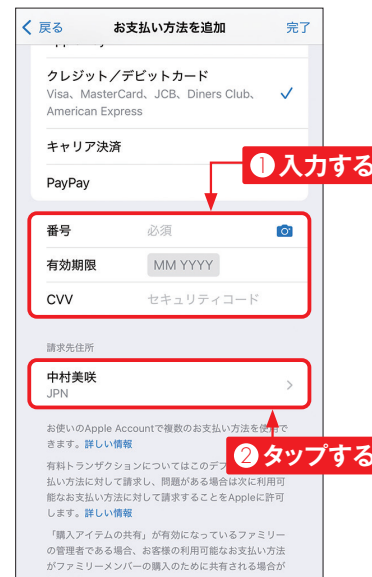 戻る お支払い方法を追加 完了
クレジット／デビットカード
Visa、MasterCard、JCB、Diners Club、
American Express
キャリア決済
① 入力する
PayPay
番号 必須
有効期限 MM YYYY
CVV セキュリティコード
請求先住所
中村美咲
JPN
お使いのApple Accountで複数のお支払い方法を使用で
きます。詳しい情報
② タップする
有料トランザクションについてはこのデフ
払い方法に対して請求し、問題がある場合は次に利用可
能なお支払い方法に対して請求することをAppleに許可
します。詳しい情報
「購入アイテムの共有」が有効になっているファミリー
の管理者である場合、お客様の利用可能なお支払い方法
がファミリーメンバーの購入のために共有される場合が